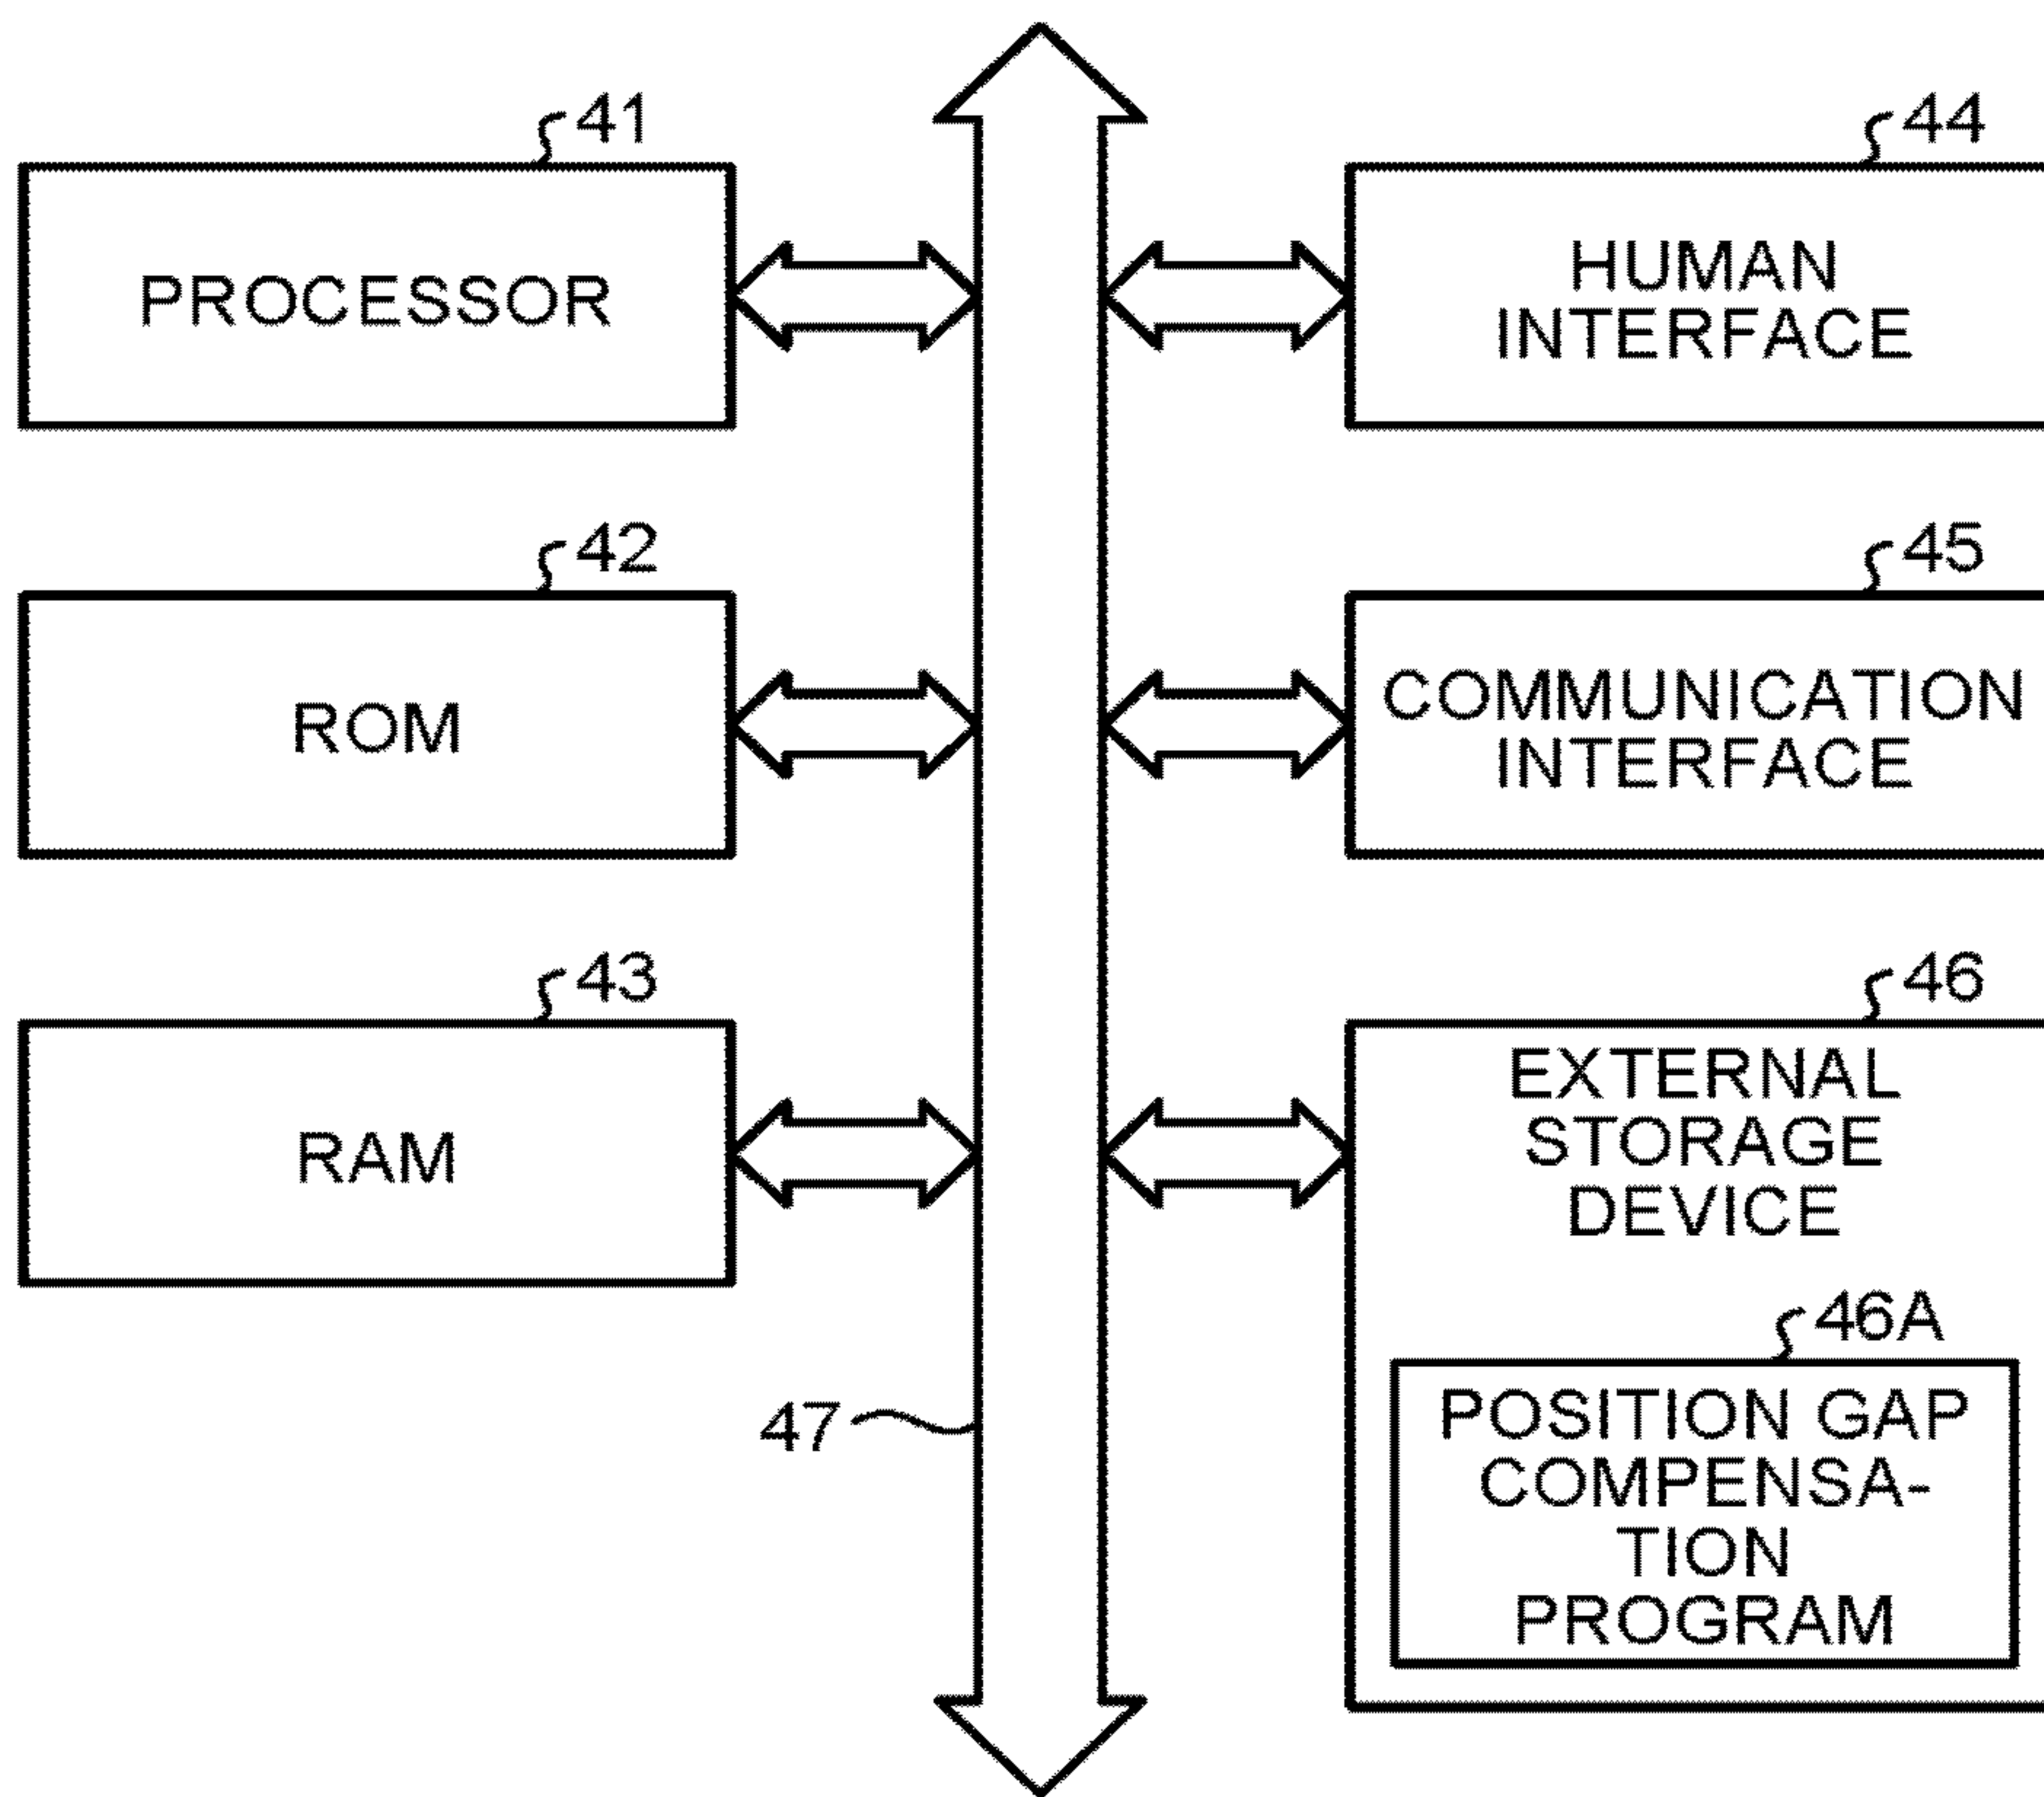 41
PROCESSOR
42
ROM
43
RAM
47
44
HUMAN
INTERFACE
45
COMMUNICATION
INTERFACE
46
EXTERNAL
STORAGE
DEVICE
46A
POSITION GAP
COMPENSA-
TION
PROGRAM